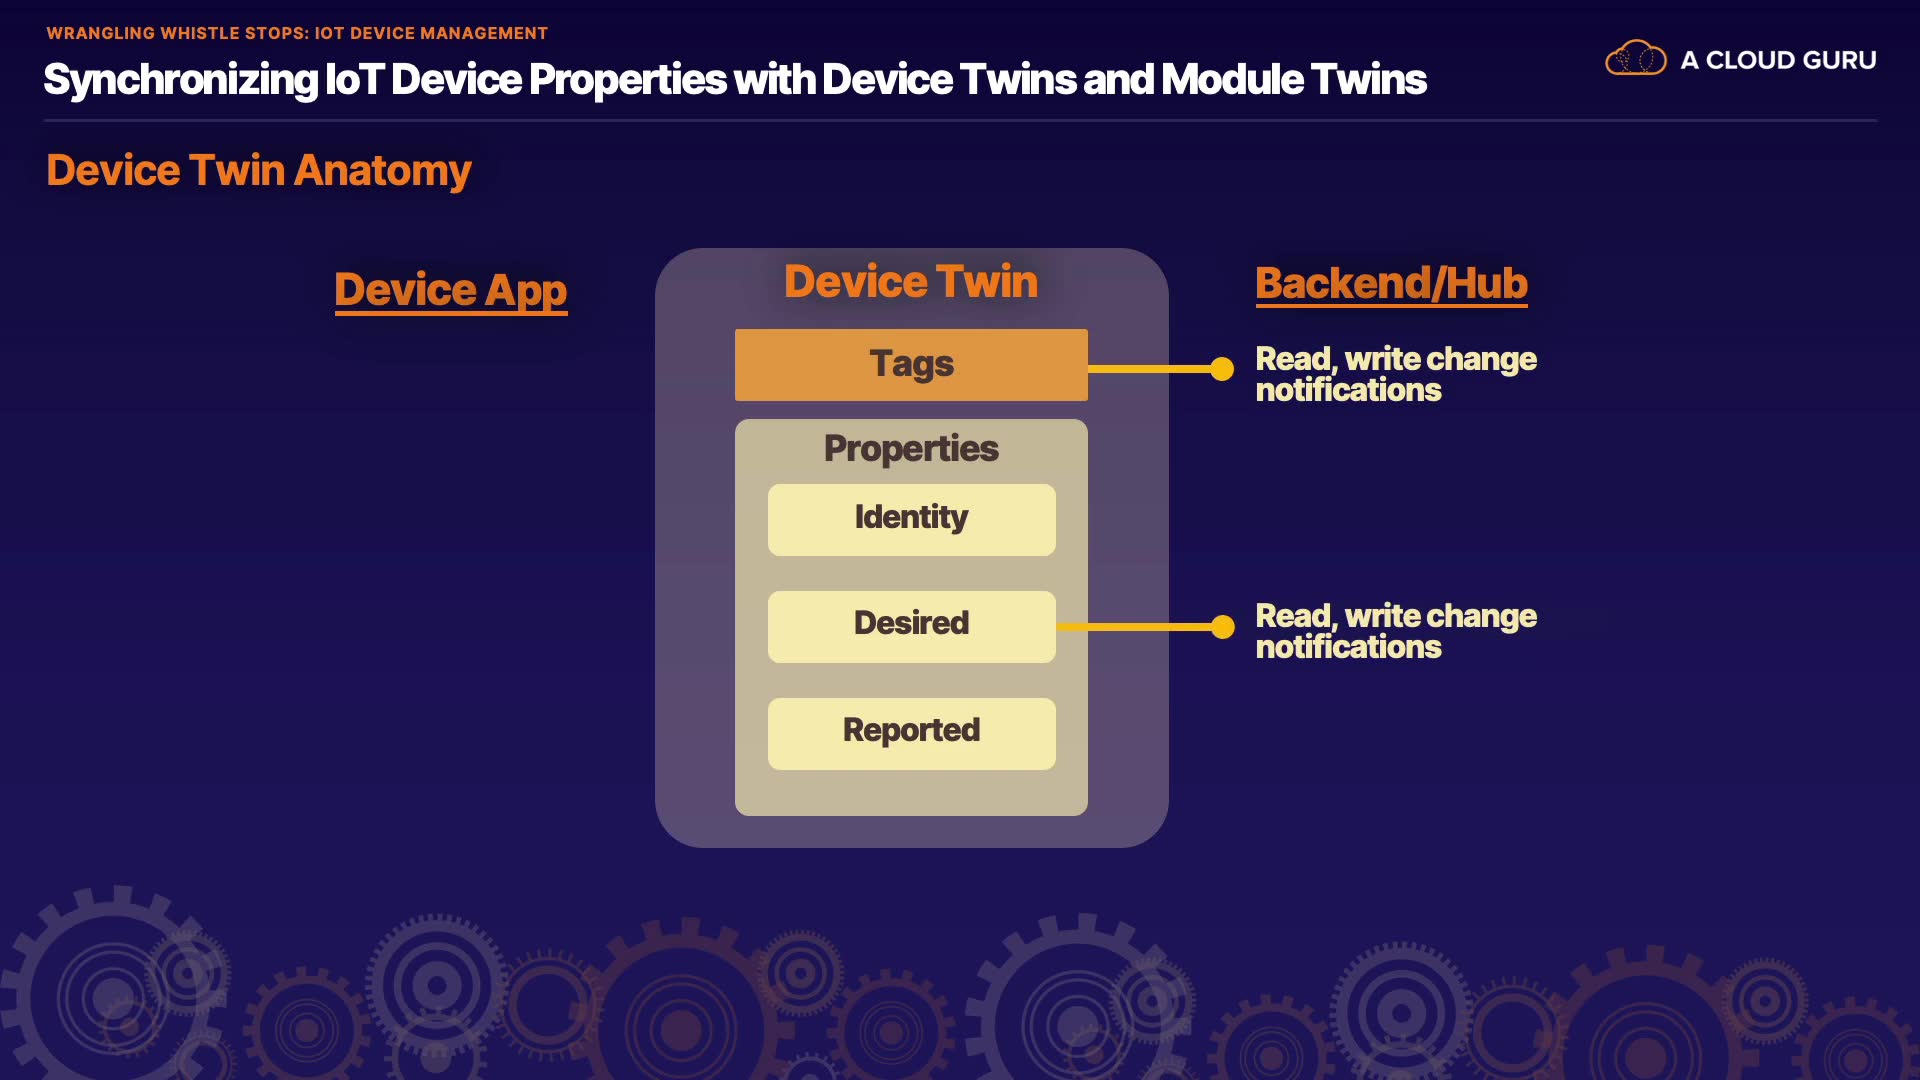 WRANGLING WHISTLE STOPS: IOT DEVICE MANAGEMENT
Synchronizing IoT Device Properties with Device Twins and Module Twins
A CLOUD GURU
Device Twin Anatomy
Device App
Device Twin
Backend/Hub
Tags
Read, write change
notifications
Properties
Identity
Desired
Read, write change
notifications
Reported